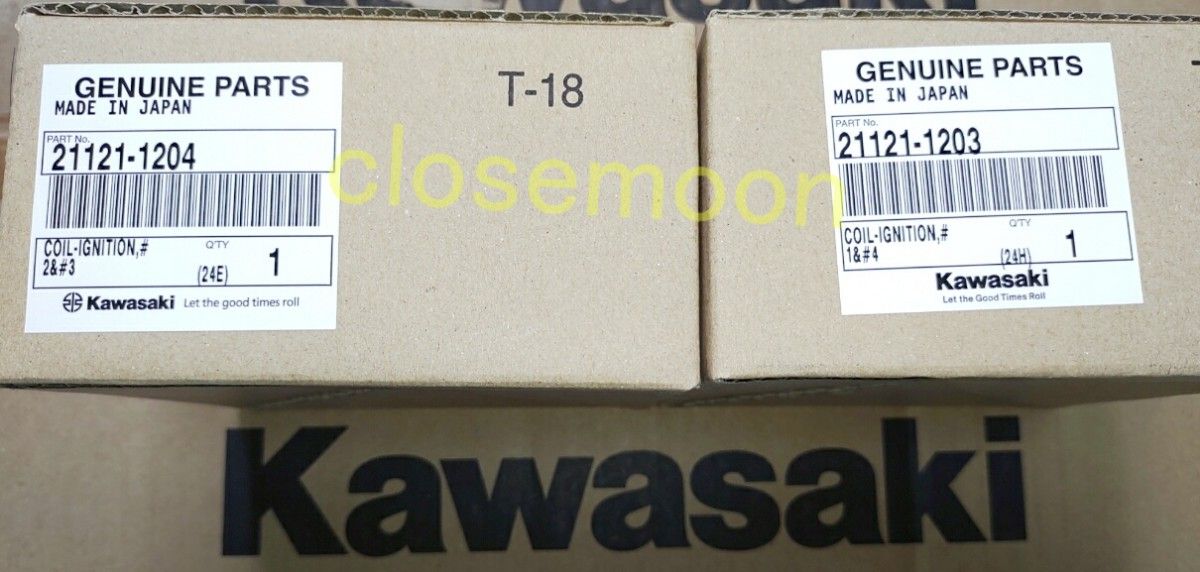 GENUINE PARTS
MADE IN JAPAN
PART No.
21121-1204
COIL-IGNITION,#
2&#3
Q'TY
(24E)
1
Kawasaki Let the good times roll
T-18
closemoon
GENUINE PARTS
MADE IN JAPAN
PART No.
21121-1203
COIL-IGNITION,#
1&#4
Q'TY
(24H)
1
Kawasaki
Let the Good Times Roll
Kawasaki